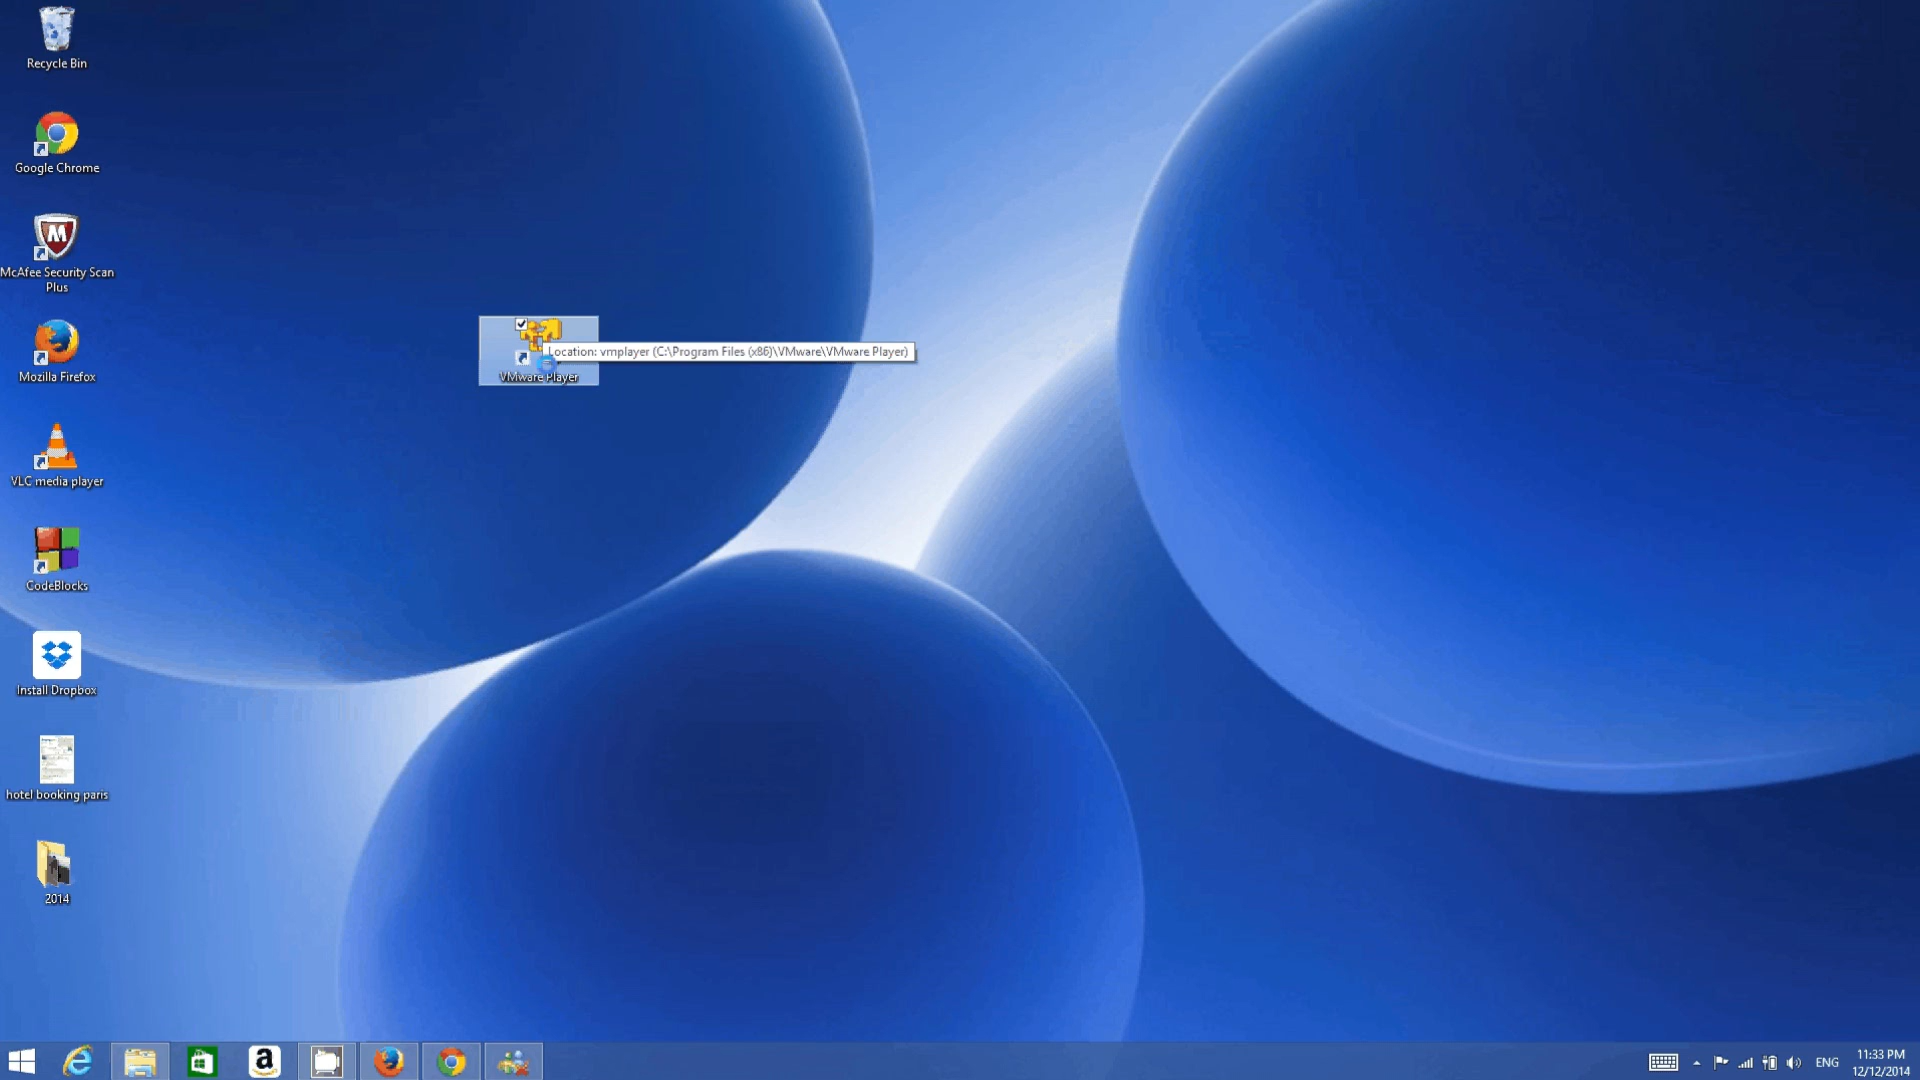 Recycle Bin
Google Chrome
McAfee Security Scan
Plus
Mozilla Firefox
VLC media player
CodeBlocks
Install Dropbox
hotel booking paris
2014
Location: vmplayer (C:\Program Files (x86)\VMware\VMware Player)
VMware Player
ENG
11:33 PM
12/12/2014